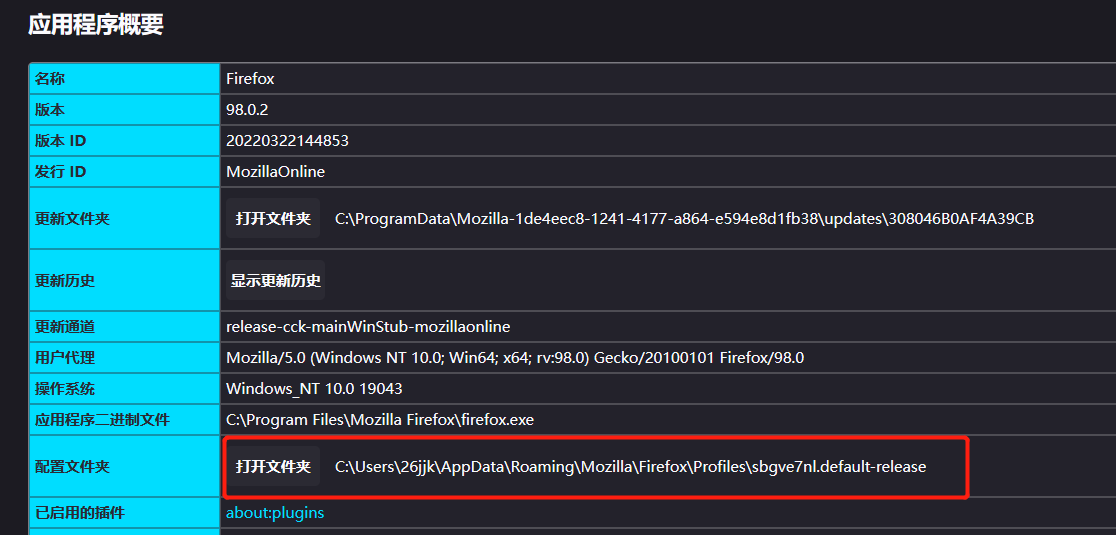 应用程序概要
名称 Firefox
版本 98.0.2
版本 ID 20220322144853
发行 ID MozillaOnline
更新文件夹 打开文件夹 C:\ProgramData\Mozilla-1de4eec8-1241-4177-a864-e594e8d1fb38\updates\308046B0AF4A39CB
更新历史 显示更新历史
更新通道 release-cck-mainWinStub-mozillaonline
用户代理 Mozilla/5.0 (Windows NT 10.0; Win64; x64; rv:98.0) Gecko/20100101 Firefox/98.0
操作系统 Windows_NT 10.0 19043
应用程序二进制文件 C:\Program Files\Mozilla Firefox\firefox.exe
配置文件夹 打开文件夹 C:\Users\26jjk\AppData\Roaming\Mozilla\Firefox\Profiles\sbgve7nl.default-release
已启用的插件 about:plugins